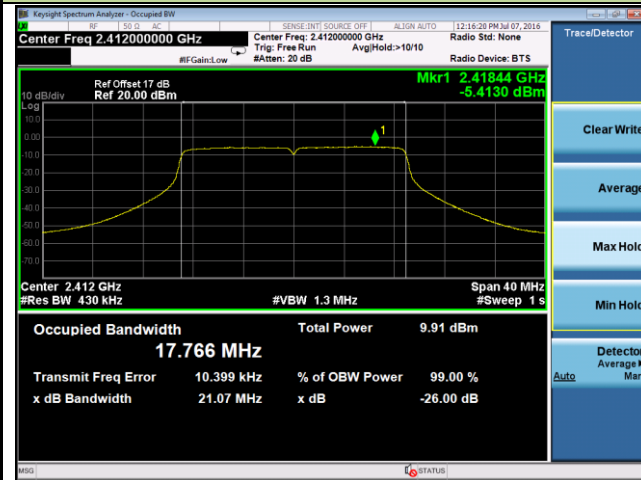 Keysight Spectrum Analyzer - Occupied BW
RF 50 Ω AC SENSE:INT SOURCE OFF ALIGN AUTO 12:16:20 PM Jul 07, 2016
Center Freq 2.412000000 GHz
Center Freq: 2.412000000 GHz
Radio Std: None
Trig: Free Run Avg|Hold:>10/10
#IFGain:Low #Atten: 20 dB Radio Device: BTS
Trace/Detector
Ref Offset 17 dB
10 dB/div Ref 20.00 dBm
Mkr1 2.41844 GHz
-5.4130 dBm
Log
10.0
0.00
-10.0
-20.0
-30.0
-40.0
-50.0
-60.0
-70.0
1
Center 2.412 GHz Span 40 MHz
#Res BW 430 kHz #VBW 1.3 MHz #Sweep 1 s
Occupied Bandwidth Total Power 9.91 dBm
17.766 MHz
Transmit Freq Error 10.399 kHz % of OBW Power 99.00 %
x dB Bandwidth 21.07 MHz x dB -26.00 dB
Clear Write
Average
Max Hold
Min Hold
Detector
Average
Auto Man
MSG STATUS